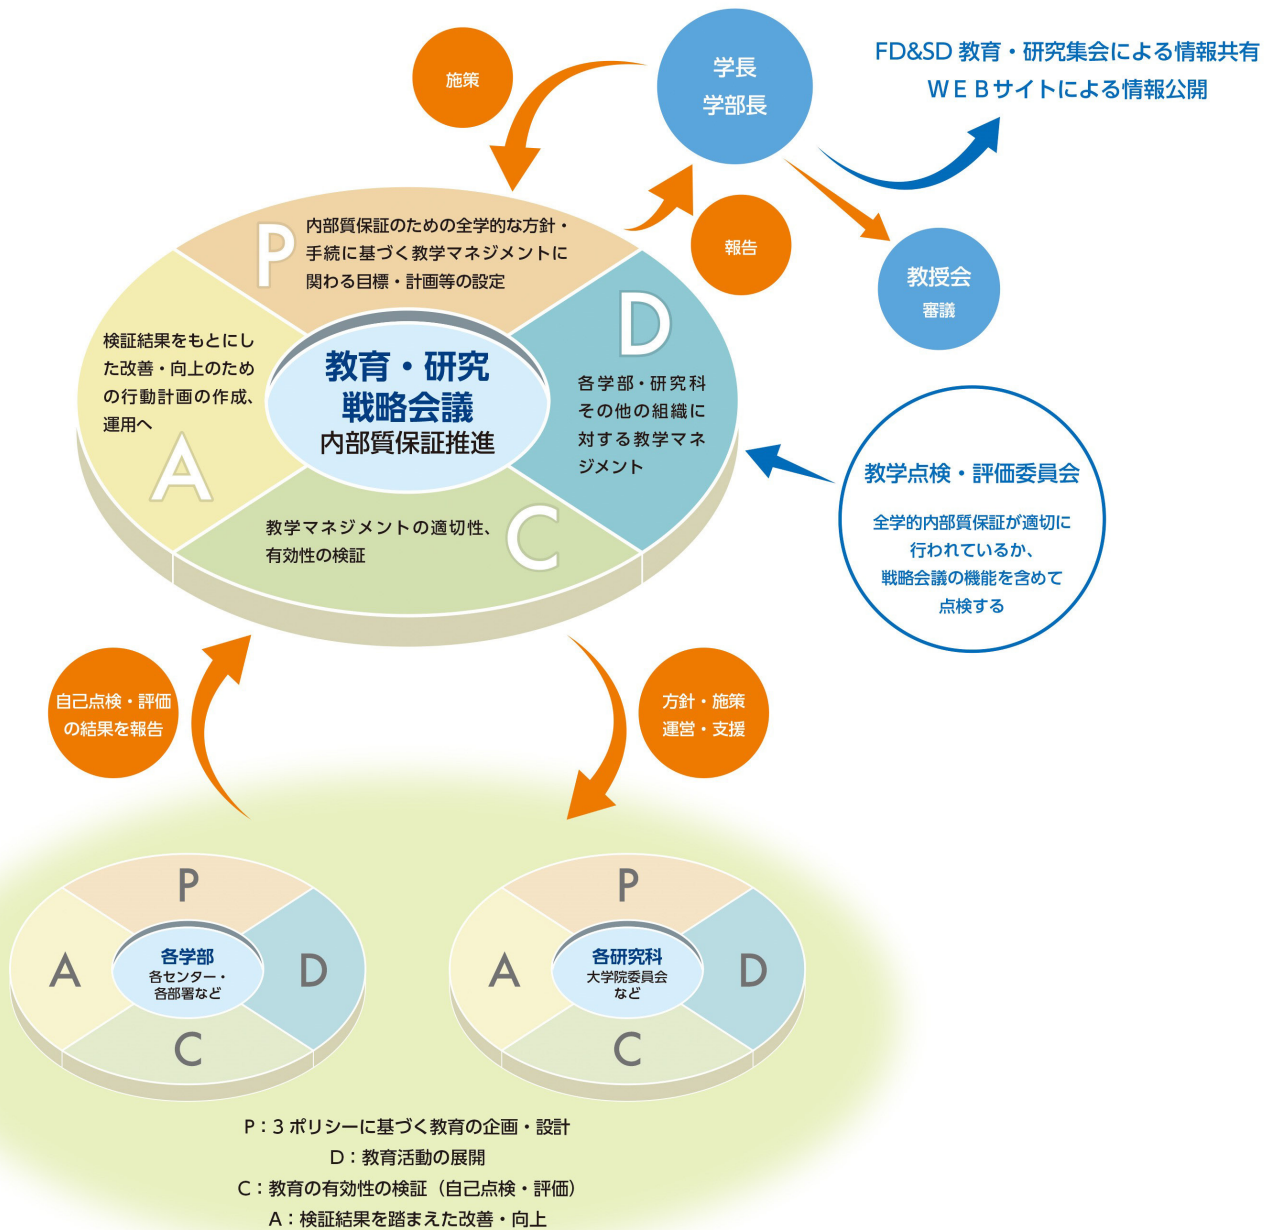 施策
学長
学部長
FD&SD 教育・研究集会による情報共有
ＷＥＢサイトによる情報公開
報告
教授会
審議
P
内部質保証のための全学的な方針・
手続に基づく教学マネジメントに
関わる目標・計画等の設定
D
各学部・研究科
その他の組織に
対する教学マネ
ジメント
検証結果をもとにし
た改善・向上のため
の行動計画の作成、
運用へ
A
教育・研究
戦略会議
内部質保証推進
教学マネジメントの適切性、
有効性の検証
C
教学点検・評価委員会
全学的内部質保証が適切に
行われているか、
戦略会議の機能を含めて
点検する
自己点検・評価
の結果を報告
方針・施策
運営・支援
P
A
各学部
各センター・
各部署など
D
C
P
A
各研究科
大学院委員会
など
D
C
P：3 ポリシーに基づく教育の企画・設計
D：教育活動の展開
C：教育の有効性の検証（自己点検・評価）
A：検証結果を踏まえた改善・向上